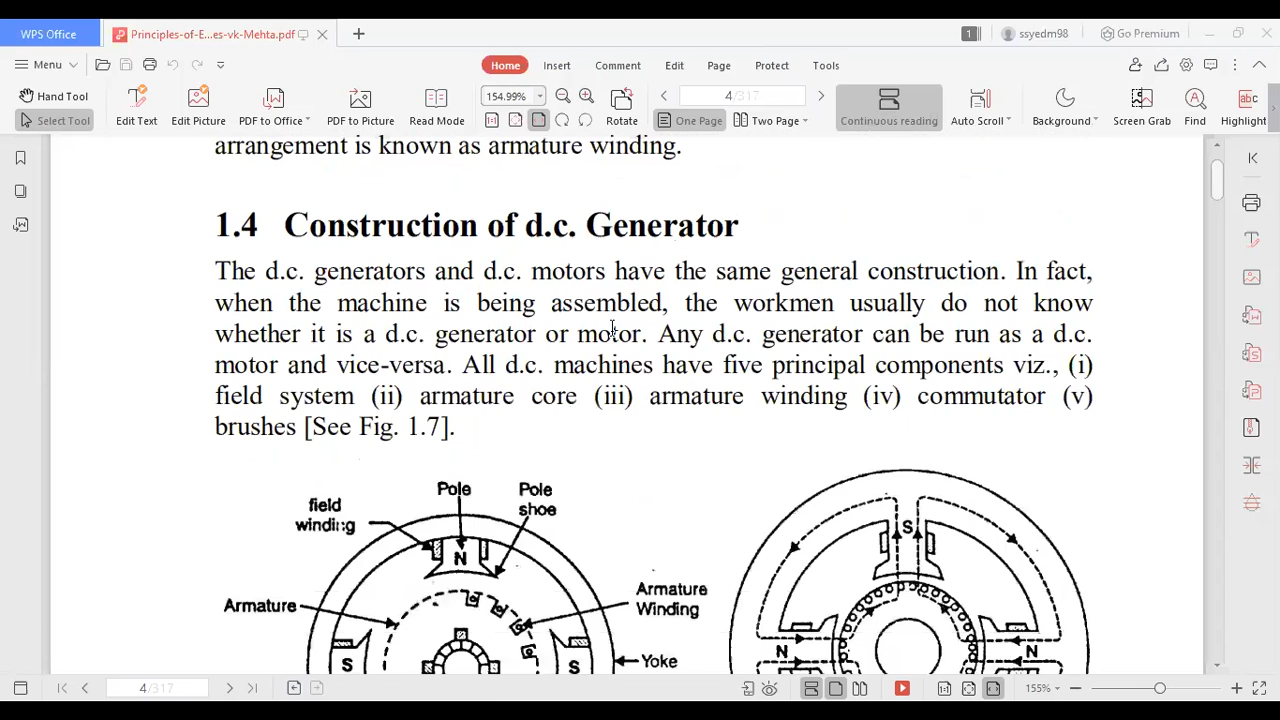 WPS Office
Principles-of-E...es-vk-Mehta.pdf
1
ssyedm98
Go Premium
Menu
Home
Insert
Comment
Edit
Page
Protect
Tools
Hand Tool
Select Tool
Edit Text
Edit Picture
PDF to Office
PDF to Picture
Read Mode
154.99%
Rotate
4/317
One Page
Two Page
Continuous reading
Auto Scroll
Background
Screen Grab
Find
Highlight
arrangement is known as armature winding.
1.4 Construction of d.c. Generator
The d.c. generators and d.c. motors have the same general construction. In fact,
when the machine is being assembled, the workmen usually do not know
whether it is a d.c. generator or motor. Any d.c. generator can be run as a d.c.
motor and vice-versa. All d.c. machines have five principal components viz., (i)
field system (ii) armature core (iii) armature winding (iv) commutator (v)
brushes [See Fig. 1.7].
field
winding
Pole
Pole
shoe
N
Armature
Armature
Winding
S
S
Yoke
S
N
N
4/317
155%